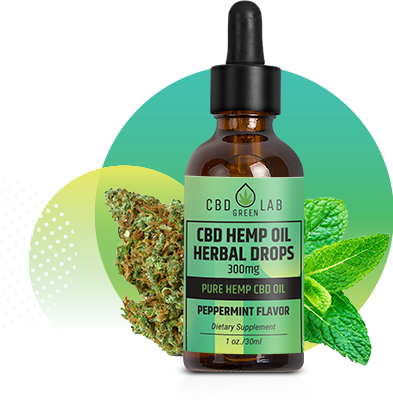 CBD LAB
GREEN
CBD HEMP OIL
HERBAL DROPS
300mg
PURE HEMP CBD OIL
PEPPERMINT FLAVOR
Dietary Supplement
1 oz./30ml